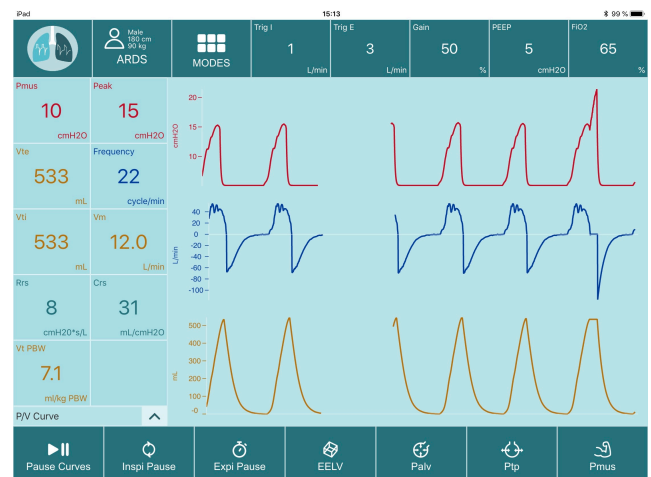 iPad 15:13 99 %
Male
180 cm
90 kg
ARDS
MODES
Trig I
1
L/min
Trig E
3
L/min
Gain
50
%
PEEP
5
cmH2O
FiO2
65
%
Pmus
10
cmH2O
Peak
15
cmH2O
Vte
533
mL
Frequency
22
cycle/min
Vti
533
mL
Vm
12.0
L/min
Rrs
8
cmH20*s/L
Crs
31
mL/cmH2O
Vt PBW
7.1
ml/kg PBW
P/V Curve
cmH2O
20
15
10
L/min
40
20
0
-20
-40
-60
-80
-100
mL
500
400
300
200
100
-0
Pause Curves
Inspi Pause
Expi Pause
EELV
Palv
Ptp
Pmus